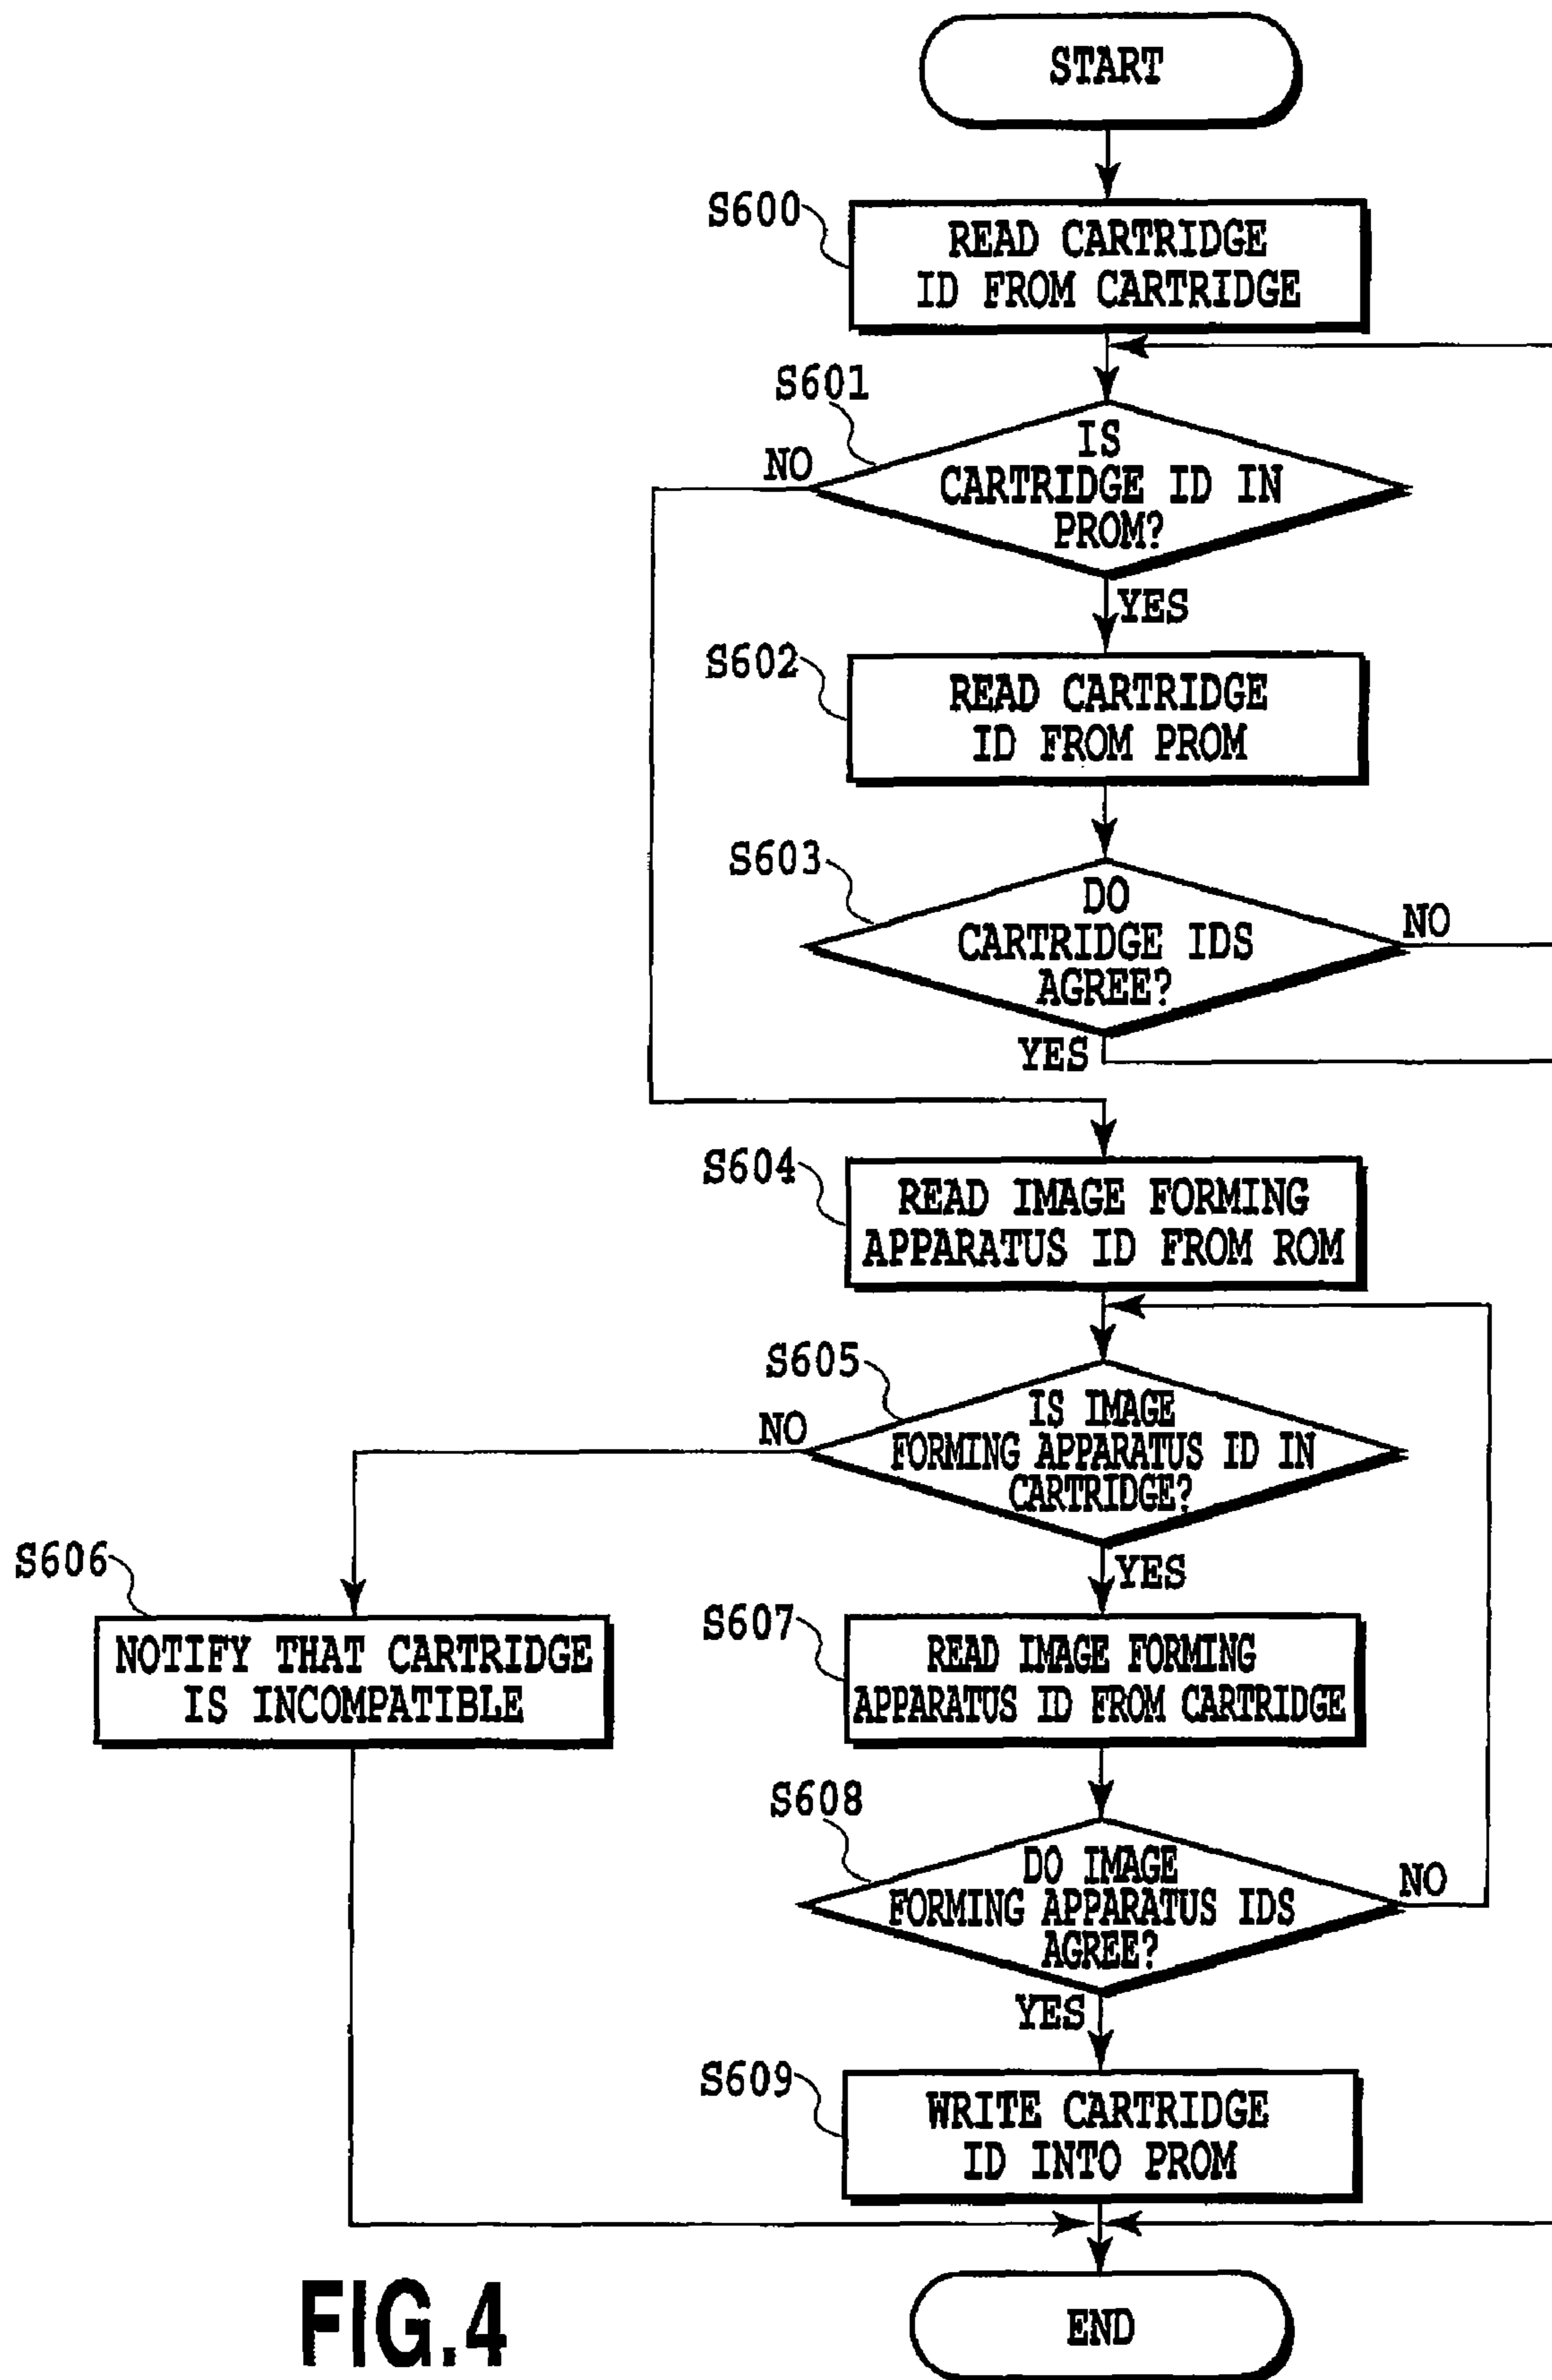 START
S600
READ CARTRIDGE
ID FROM CARTRIDGE
S601
IS
CARTRIDGE ID IN
PROM?
NO
YES
S602
READ CARTRIDGE
ID FROM PROM
S603
DO
CARTRIDGE IDS
AGREE?
NO
YES
S604
READ IMAGE FORMING
APPARATUS ID FROM ROM
S605
IS IMAGE
FORMING APPARATUS ID IN
CARTRIDGE?
NO
YES
S606
NOTIFY THAT CARTRIDGE
IS INCOMPATIBLE
S607
READ IMAGE FORMING
APPARATUS ID FROM CARTRIDGE
S608
DO IMAGE
FORMING APPARATUS IDS
AGREE?
NO
YES
S609
WRITE CARTRIDGE
ID INTO PROM
END
FIG.4